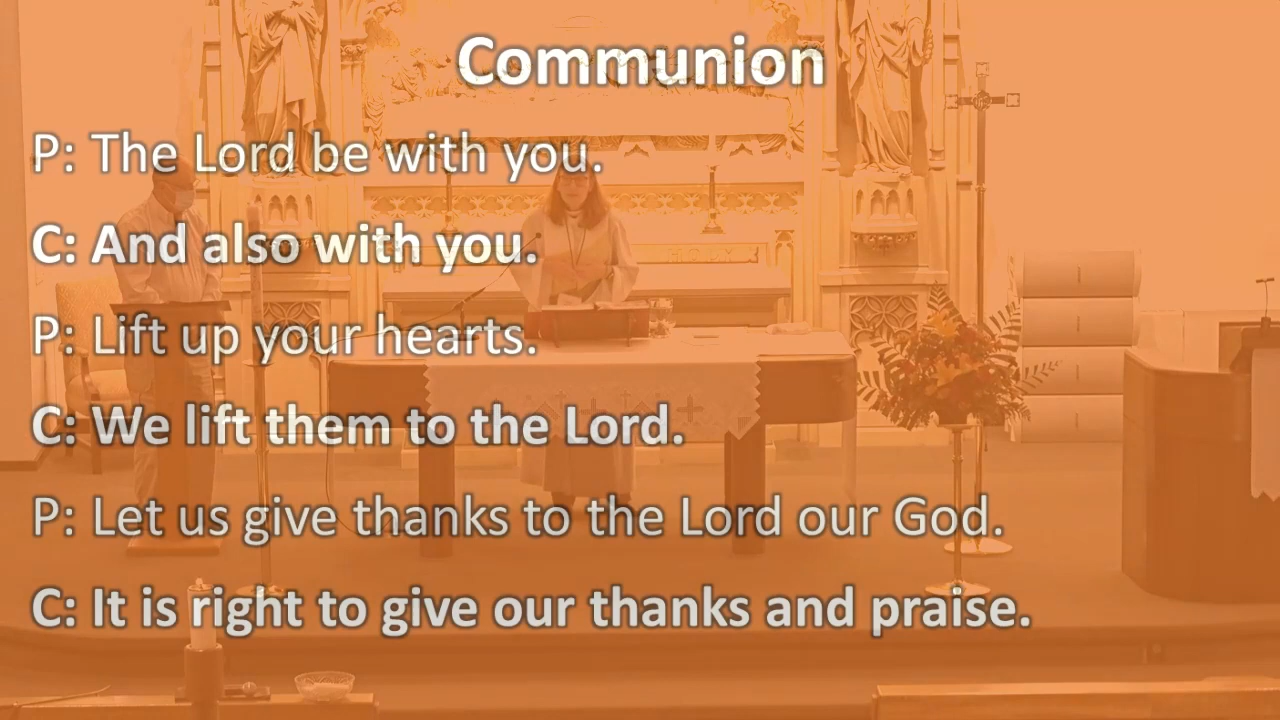 Communion
P: The Lord be with you.
C: And also with you.
P: Lift up your hearts.
C: We lift them to the Lord.
P: Let us give thanks to the Lord our God.
C: It is right to give our thanks and praise.
HOLY